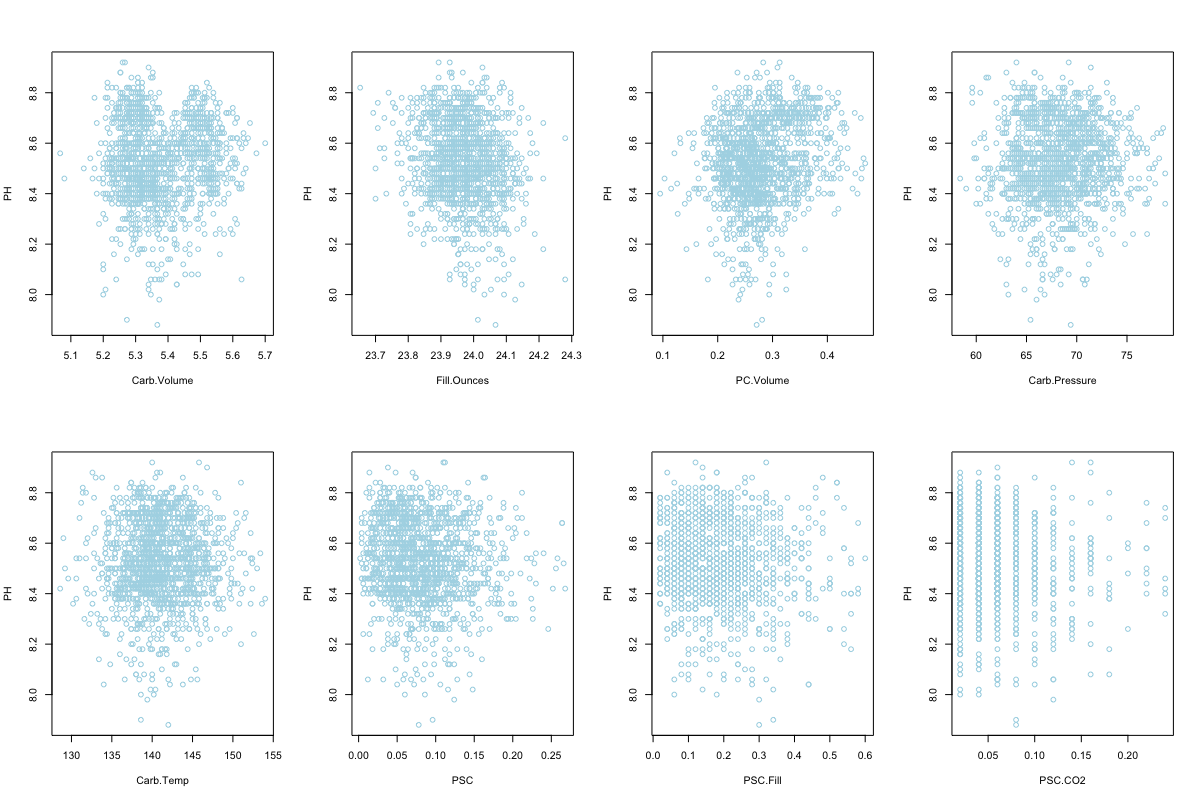 PH
8.0 8.2 8.4 8.6 8.8
5.1 5.2 5.3 5.4 5.5 5.6 5.7
Carb.Volume
PH
8.0 8.2 8.4 8.6 8.8
23.7 23.8 23.9 24.0 24.1 24.2 24.3
Fill.Ounces
PH
8.0 8.2 8.4 8.6 8.8
0.1 0.2 0.3 0.4
PC.Volume
PH
8.0 8.2 8.4 8.6 8.8
60 65 70 75
Carb.Pressure
PH
8.0 8.2 8.4 8.6 8.8
130 135 140 145 150 155
Carb.Temp
PH
8.0 8.2 8.4 8.6 8.8
0.00 0.05 0.10 0.15 0.20 0.25
PSC
PH
8.0 8.2 8.4 8.6 8.8
0.0 0.1 0.2 0.3 0.4 0.5 0.6
PSC.Fill
PH
8.0 8.2 8.4 8.6 8.8
0.05 0.10 0.15 0.20
PSC.CO2